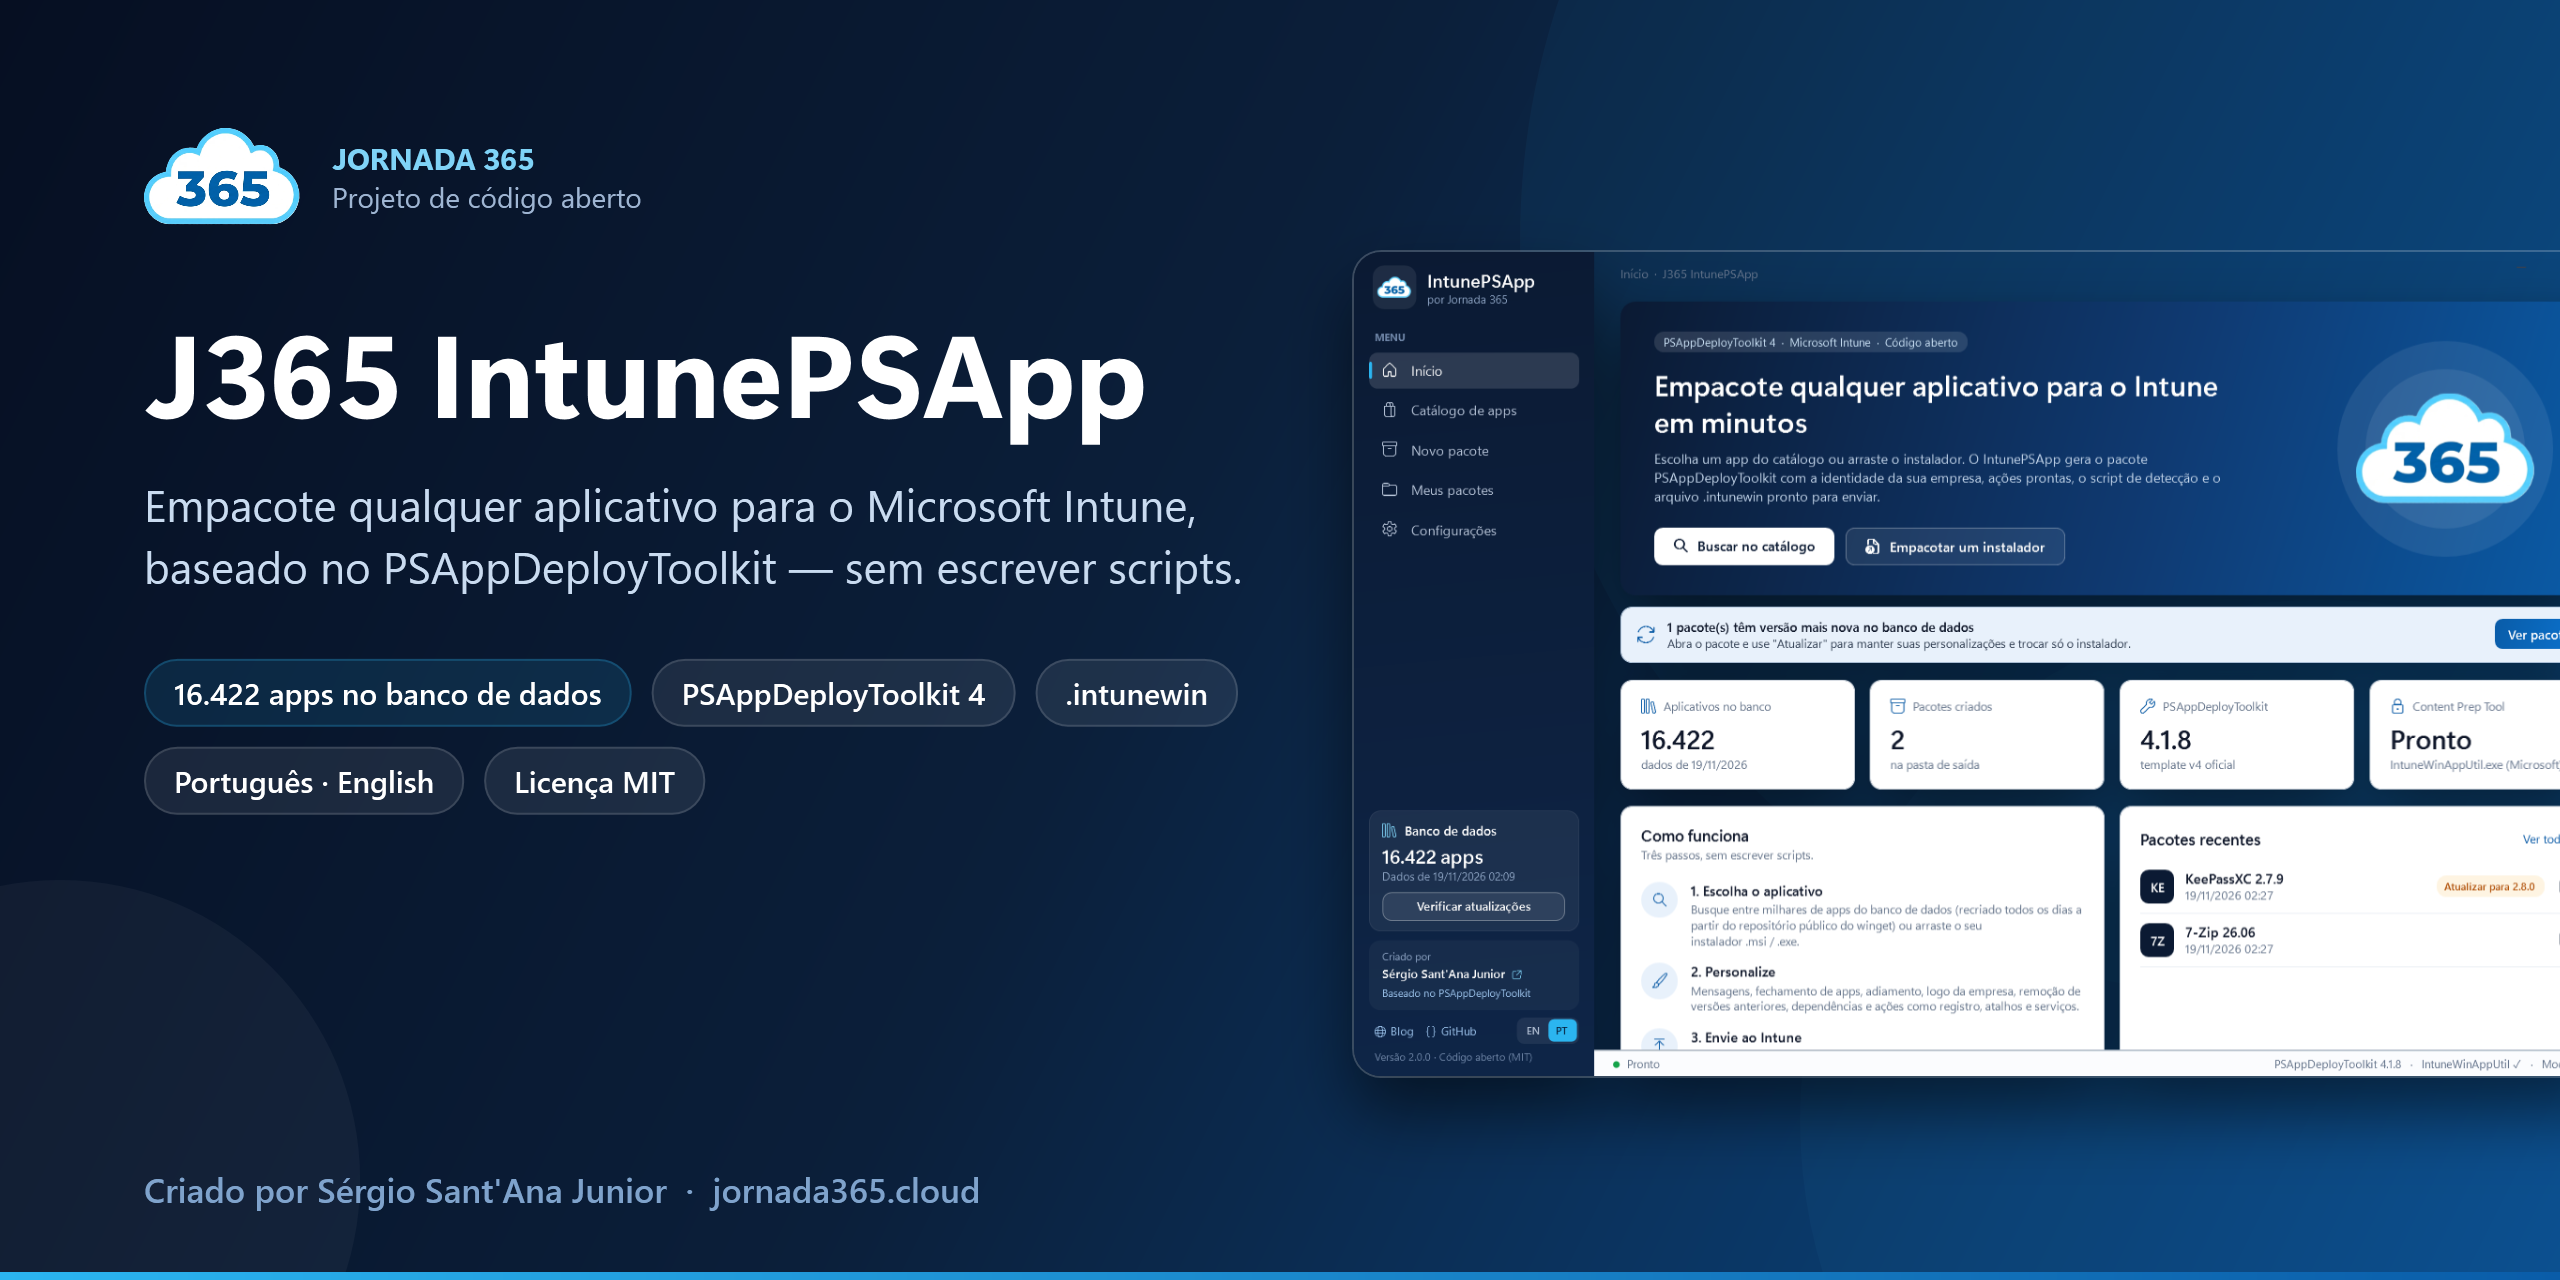 365
JORNADA 365
Projeto de código aberto
J365 IntunePSApp
Empacote qualquer aplicativo para o Microsoft Intune,
baseado no PSAppDeployToolkit — sem escrever scripts.
16.422 apps no banco de dados
PSAppDeployToolkit 4
.intunewin
Português · English
Licença MIT
Criado por Sérgio Sant'Ana Junior · jornada365.cloud
365
IntunePSApp
por Jornada 365
MENU
Início
Catálogo de apps
Novo pacote
Meus pacotes
Configurações
Banco de dados
16.422 apps
Dados de 19/11/2026 02:09
Verificar atualizações
Criado por
Sérgio Sant'Ana Junior
Baseado no PSAppDeployToolkit
Blog
{} GitHub
EN
PT
Versão 2.0.0 · Código aberto (MIT)
Início · J365 IntunePSApp
PSAppDeployToolkit 4 · Microsoft Intune · Código aberto
Empacote qualquer aplicativo para o Intune
em minutos
Escolha um app do catálogo ou arraste o instalador. O IntunePSApp gera o pacote
PSAppDeployToolkit com a identidade da sua empresa, ações prontas, o script de detecção e o
arquivo .intunewin pronto para enviar.
Buscar no catálogo
Empacotar um instalador
365
1 pacote(s) têm versão mais nova no banco de dados
Abra o pacote e use "Atualizar" para manter suas personalizações e trocar só o instalador.
Ver pacot
Aplicativos no banco
16.422
dados de 19/11/2026
Pacotes criados
2
na pasta de saída
PSAppDeployToolkit
4.1.8
template v4 oficial
Content Prep Tool
Pronto
IntuneWinAppUtil.exe (Microsoft)
Como funciona
Três passos, sem escrever scripts.
1. Escolha o aplicativo
Busque entre milhares de apps do banco de dados (recriado todos os dias a
partir do repositório público do winget) ou arraste o seu
instalador .msi / .exe.
2. Personalize
Mensagens, fechamento de apps, adiamento, logo da empresa, remoção de
versões anteriores, dependências e ações como registro, atalhos e serviços.
3. Envie ao Intune
Pacotes recentes
Ver tod
KE
KeePassXC 2.7.9
19/11/2026 02:27
Atualizar para 2.8.0
7Z
7-Zip 26.06
19/11/2026 02:27
Pronto
PSAppDeployToolkit 4.1.8 · IntuneWinAppUtil ✓ · Mo